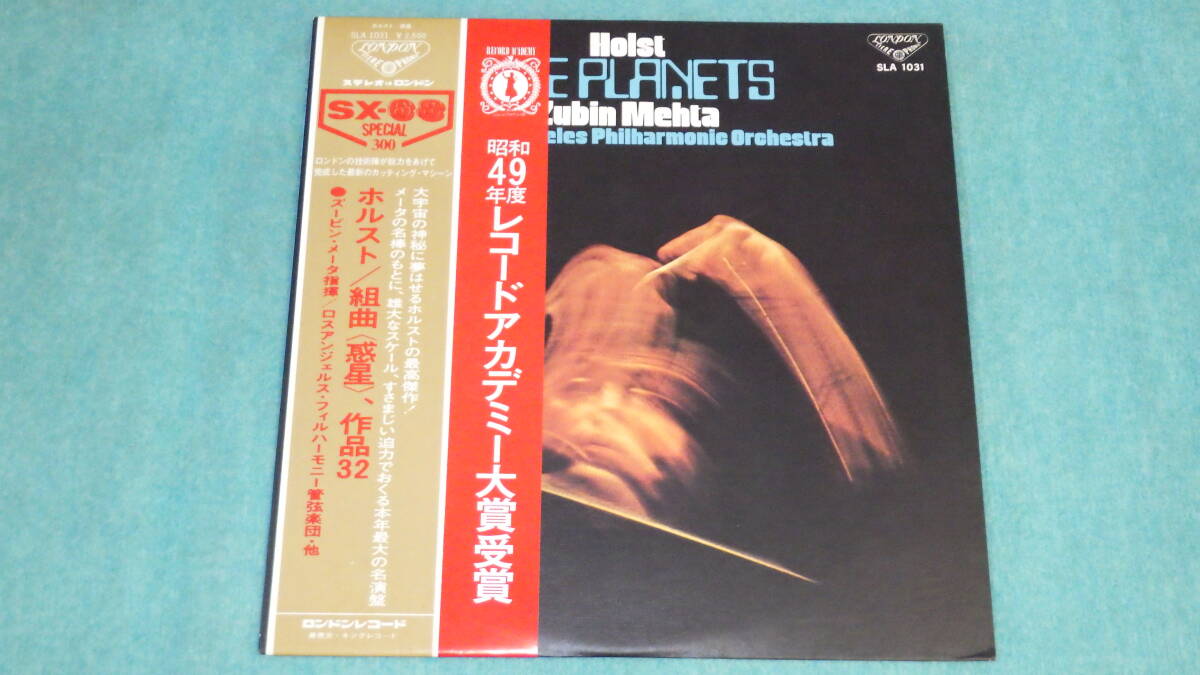 ホルスト／惑星
SLA 1031 ¥2,500
LONDON
ステレオ is ロンドン
SX-68
SPECIAL
300
ロンドンの技術陣が総力をあげて
完成した最新のカッティング・マシーン
大宇宙の神秘に夢はせるホルストの最高傑作！
メータの名棒のもとに、雄大なスケール、すさまじい迫力でおくる本年最大の名演盤
ホルスト／組曲〈惑星〉、作品32
●ズービン・メータ指揮／ロスアンジェルス・フィルハーモニー管弦楽団・他
ロンドンレコード
発売元・キングレコード
RECORD ACADEMY
昭和
49年度
レコードアカデミー大賞受賞
Holst
E PLANETS
Zubin Mehta
eles Philharmonic Orchestra
LONDON
SLA 1031